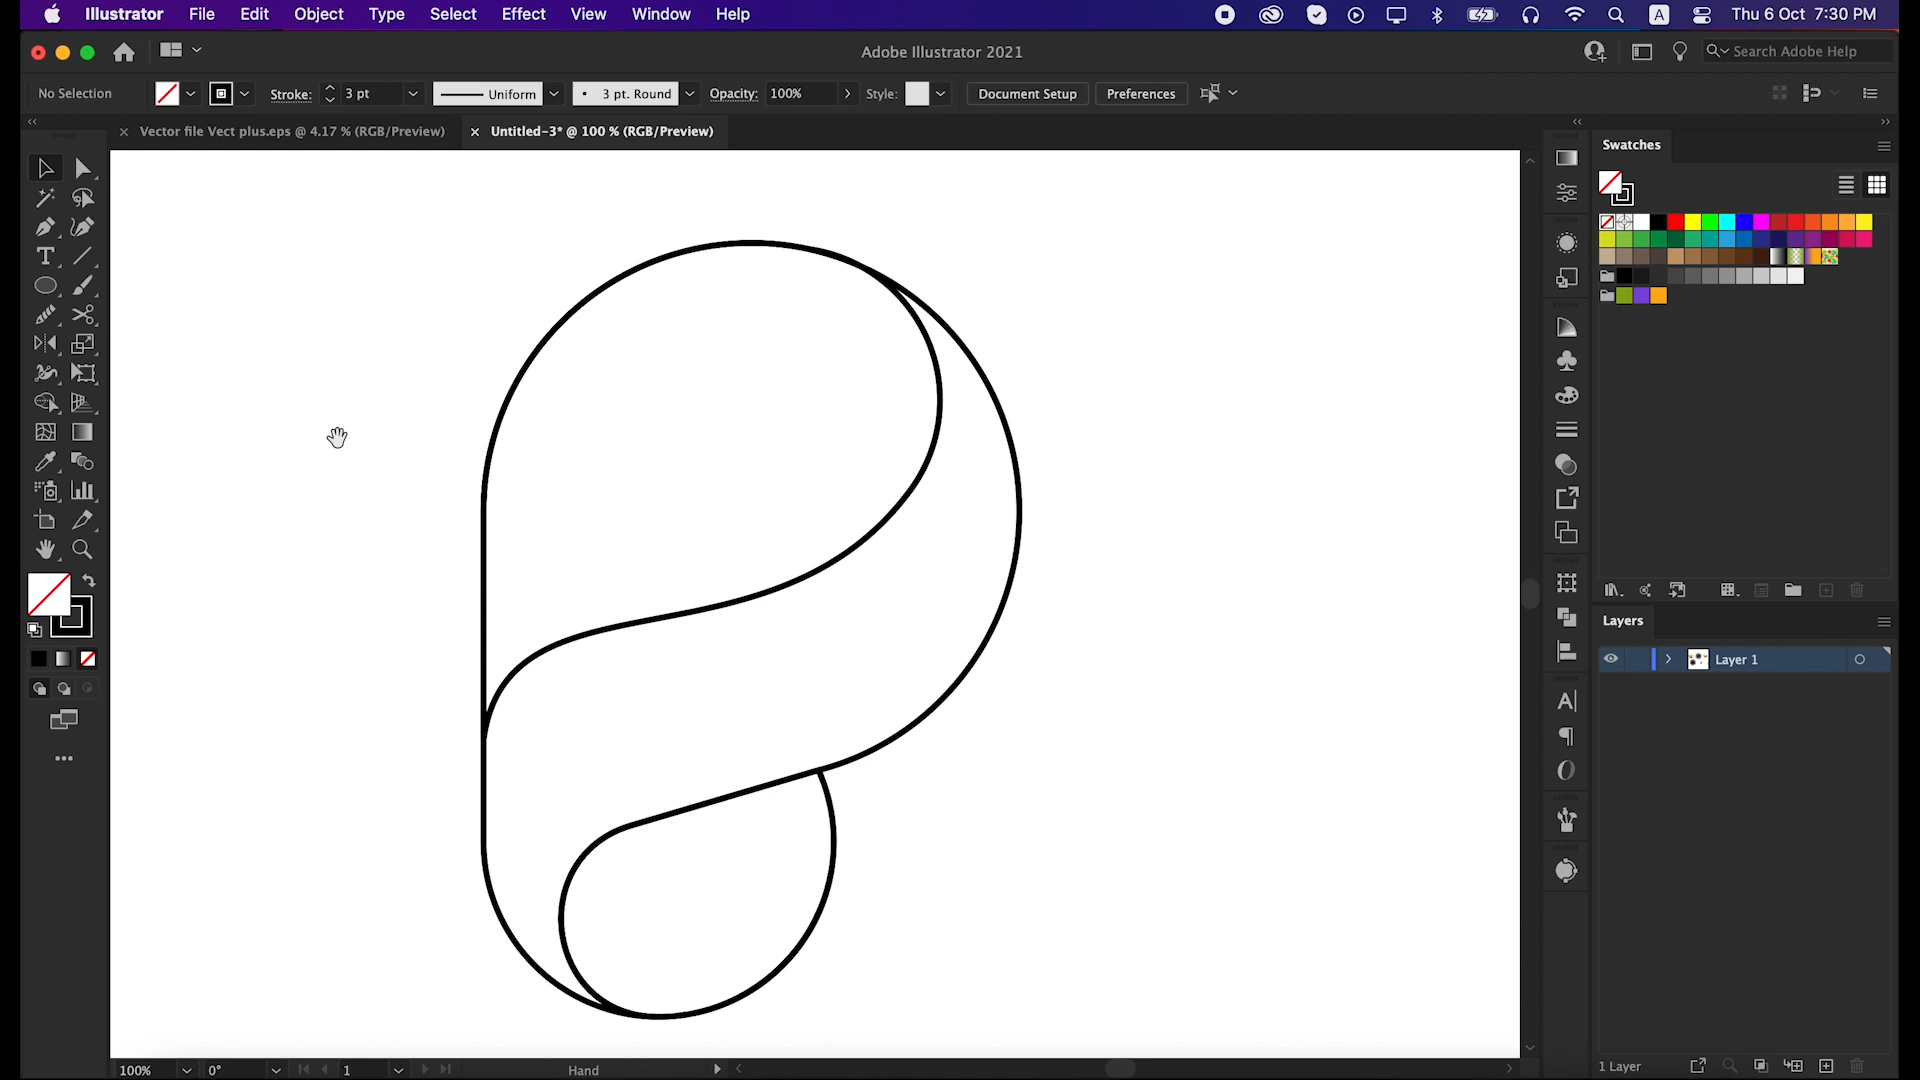 Illustrator File Edit Object Type Select Effect View Window Help A Thu 6 Oct 7:30 PM
Adobe Illustrator 2021 Search Adobe Help
No Selection Stroke: 3 pt Uniform 3 pt. Round Opacity: 100% Style: Document Setup Preferences
Vector file Vect plus.eps @ 4.17 % (RGB/Preview) Untitled-3* @ 100 % (RGB/Preview)
Swatches
Layers
Layer 1
1 Layer
100% 0° 1 Hand